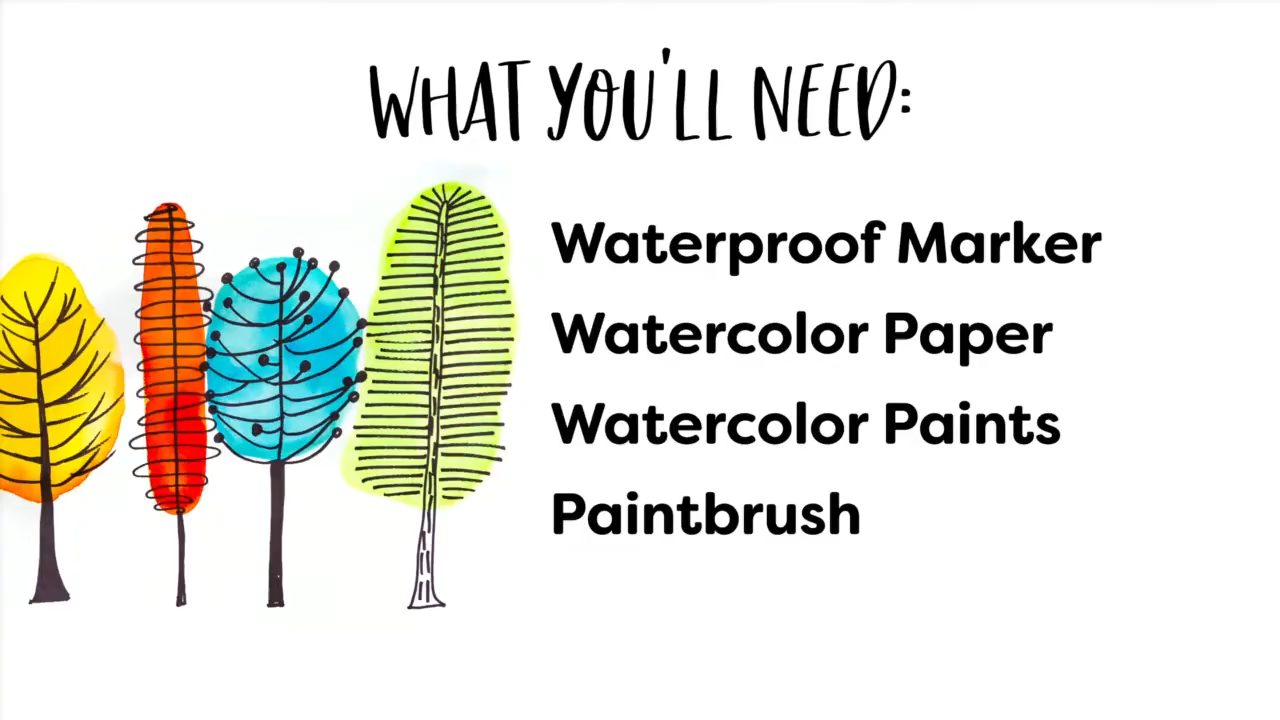 WHAT YOU'LL NEED:
Waterproof Marker
Watercolor Paper
Watercolor Paints
Paintbrush